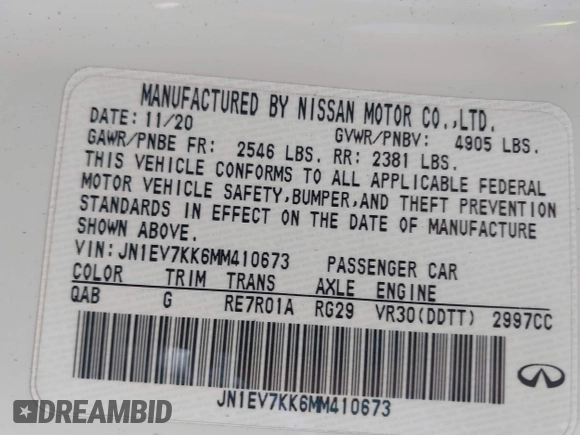 MANUFACTURED BY NISSAN MOTOR CO.,LTD.
DATE: 11/20 GVWR/PNBV: 4905 LBS.
GAWR/PNBE FR: 2546 LBS. RR: 2381 LBS.
THIS VEHICLE CONFORMS TO ALL APPLICABLE FEDERAL
MOTOR VEHICLE SAFETY,BUMPER,AND THEFT PREVENTION
STANDARDS IN EFFECT ON THE DATE OF MANUFACTURE
SHOWN ABOVE.
VIN:JN1EV7KK6MM410673 PASSENGER CAR
COLOR TRIM TRANS AXLE ENGINE
QAB G RE7R01A RG29 VR30(DDTT) 2997CC
JN1EV7KK6MM410673
DREAMBID